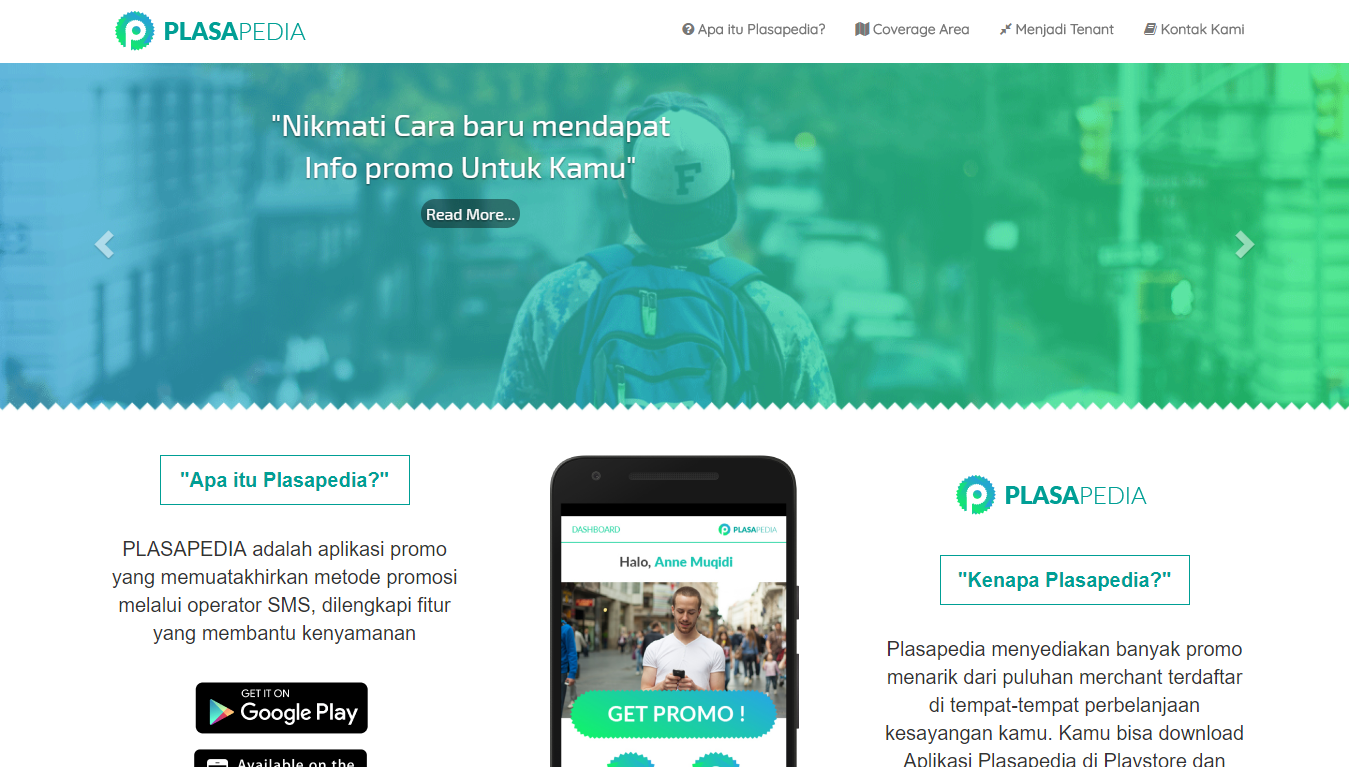 PLASAPEDIA
Apa itu Plasapedia?
Coverage Area
Menjadi Tenant
Kontak Kami
"Nikmati Cara baru mendapat
Info promo Untuk Kamu"
Read More...
F
"Apa itu Plasapedia?"
PLASAPEDIA adalah aplikasi promo
yang memuatakhirkan metode promosi
melalui operator SMS, dilengkapi fitur
yang membantu kenyamanan
GET IT ON
Google Play
Available on the
DASHBOARD
PLASAPEDIA
Halo, Anne Muqidi
GET PROMO !
PLASAPEDIA
"Kenapa Plasapedia?"
Plasapedia menyediakan banyak promo
menarik dari puluhan merchant terdaftar
di tempat-tempat perbelanjaan
kesayangan kamu. Kamu bisa download
Aplikasi Plasapedia di Playstore dan